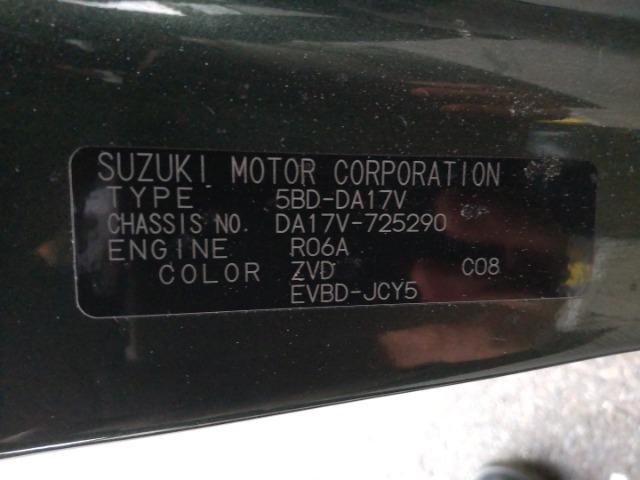 SUZUKI MOTOR CORPORATION
TYPE 5BD-DA17V
CHASSIS NO. DA17V-725290
ENGINE R06A
COLOR ZVD C08
EVBD-JCY5